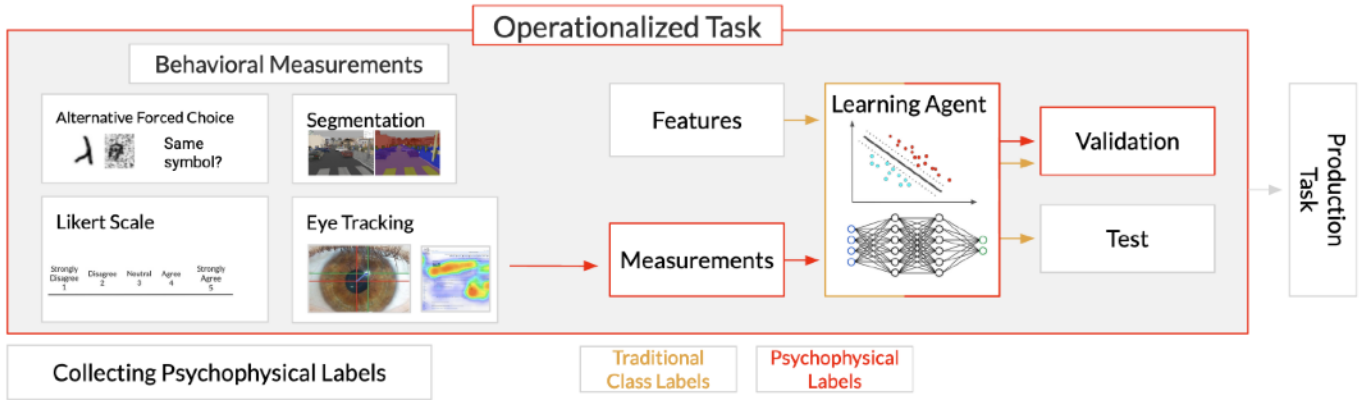 Operationalized Task
Behavioral Measurements
Alternative Forced Choice
Same
symbol?
Segmentation
Likert Scale
Strongly
Disagree
1
Disagree
2
Neutral
3
Agree
4
Strongly
Agree
5
Eye Tracking
Features
Measurements
Learning Agent
Validation
Test
Production
Task
Collecting Psychophysical Labels
Traditional
Class Labels
Psychophysical
Labels